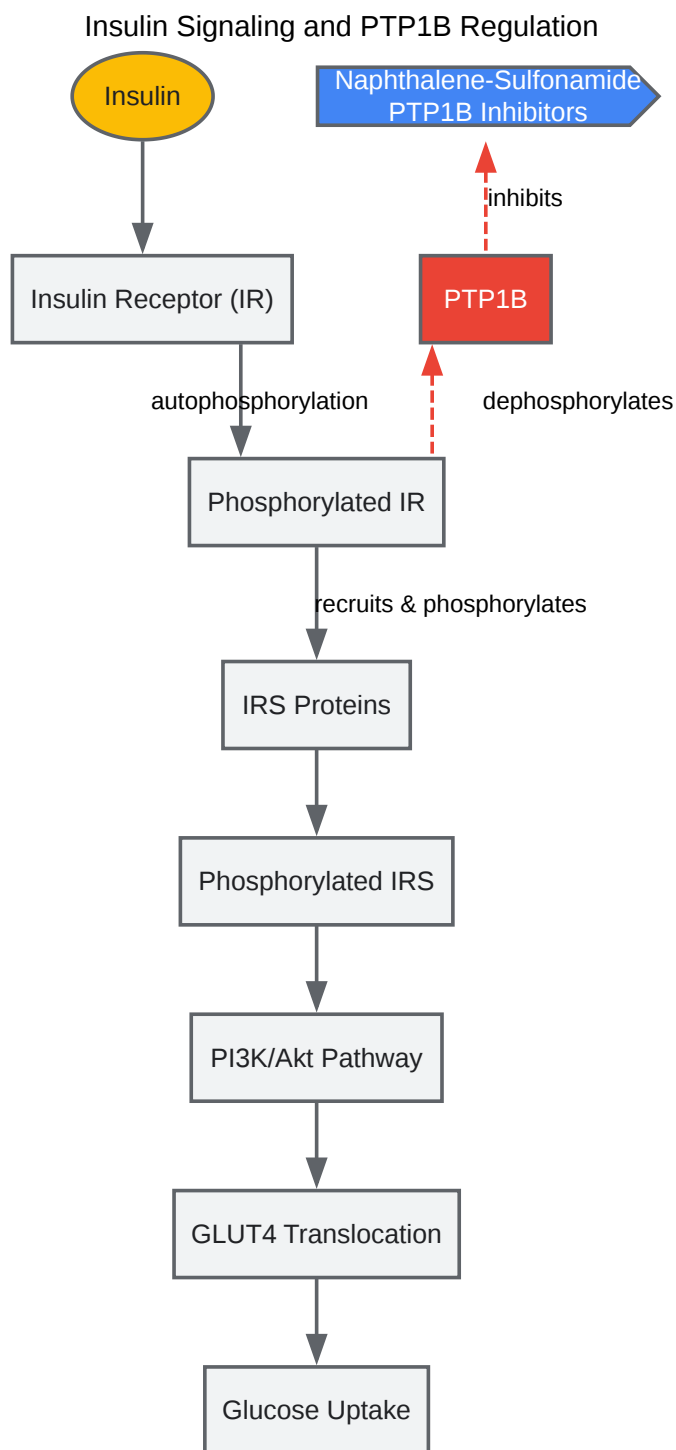 Insulin Signaling and PTP1B Regulation
Insulin
Naphthalene-Sulfonamide
PTP1B Inhibitors
inhibits
Insulin Receptor (IR)
PTP1B
autophosphorylation
dephosphorylates
Phosphorylated IR
recruits & phosphorylates
IRS Proteins
Phosphorylated IRS
PI3K/Akt Pathway
GLUT4 Translocation
Glucose Uptake